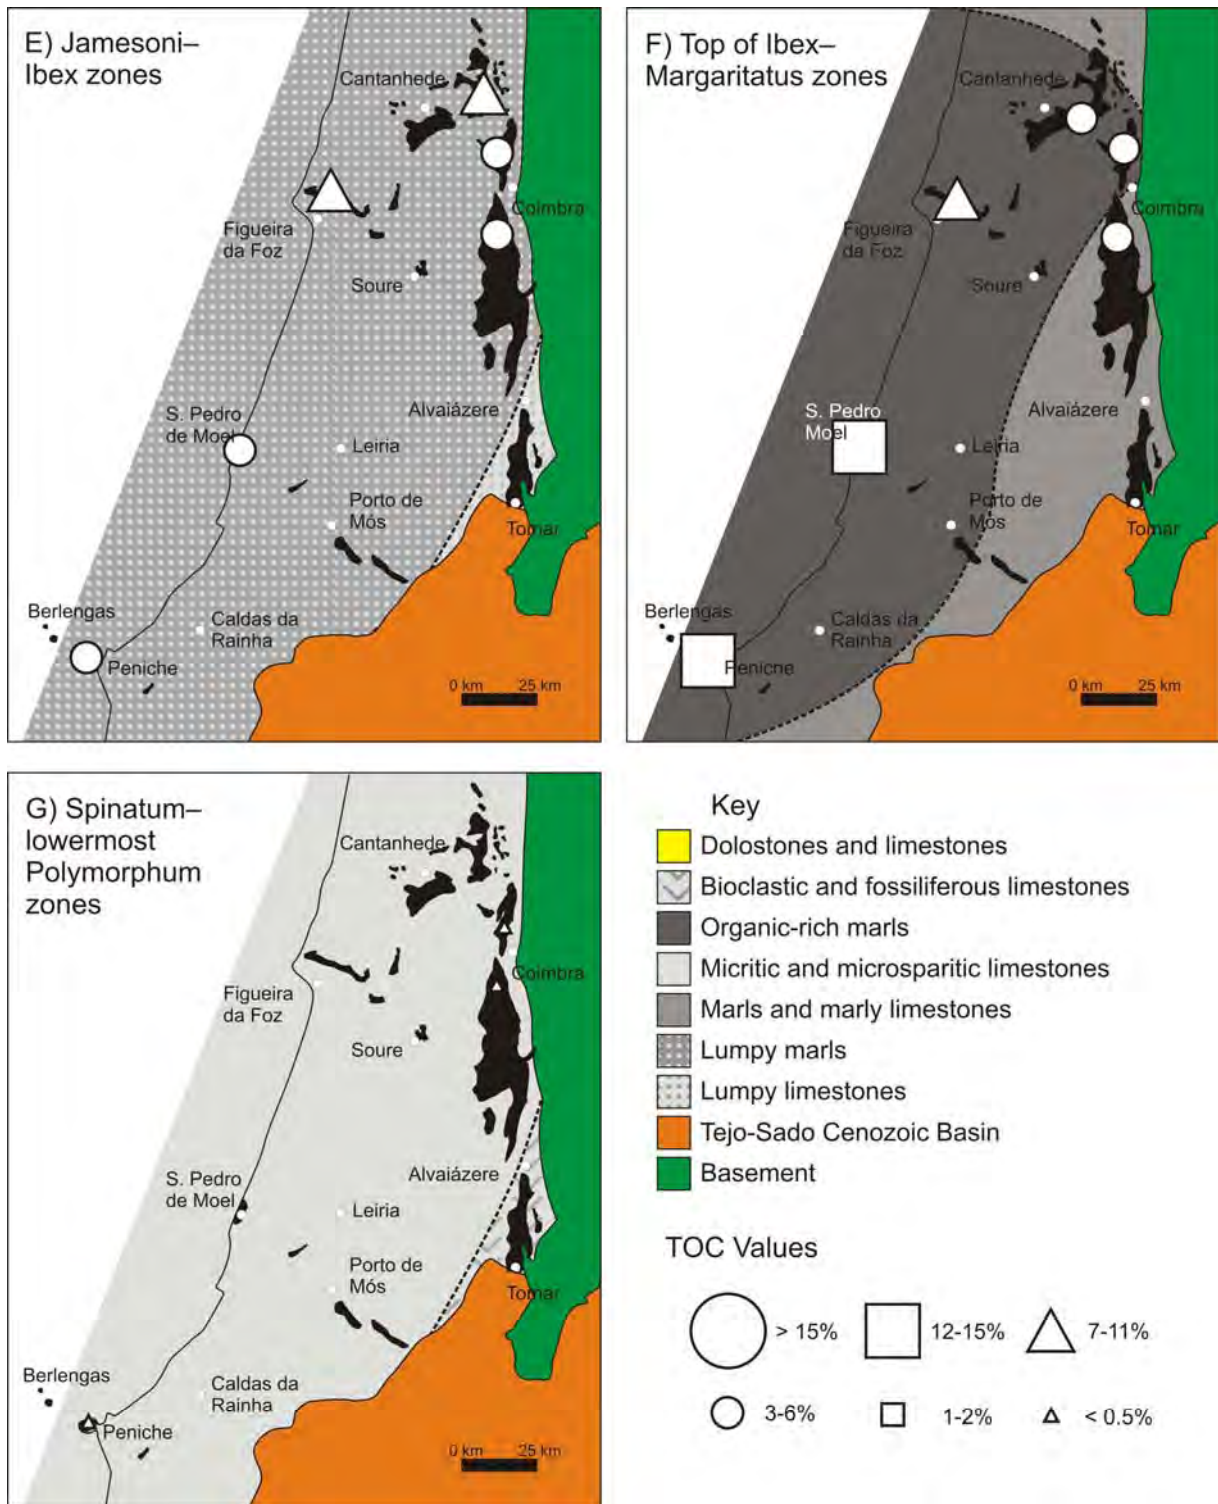 E) Jamesoni–
Ibex zones
Cantanhede
Coimbra
Figueira
da Foz
Soure
S. Pedro
de Moel
Alvaiázere
Leiria
Porto de
Mós
Tomar
Berlengas
Caldas da
Rainha
Peniche
0 km 25 km
F) Top of Ibex–
Margaritatus zones
Cantanhede
Coimbra
Figueira
da Foz
Soure
S. Pedro
Moel
Alvaiázere
Leiria
Porto de
Mós
Tomar
Berlengas
Caldas da
Rainha
Peniche
0 km 25 km
G) Spinatum–
lowermost
Polymorphum
zones
Cantanhede
Coimbra
Figueira
da Foz
Soure
S. Pedro
de Moel
Alvaiázere
Leiria
Porto de
Mós
Tomar
Berlengas
Caldas da
Rainha
Peniche
0 km 25 km
Key
Dolostones and limestones
Bioclastic and fossiliferous limestones
Organic-rich marls
Micritic and microsparitic limestones
Marls and marly limestones
Lumpy marls
Lumpy limestones
Tejo-Sado Cenozoic Basin
Basement
TOC Values
> 15% 12-15% 7-11%
3-6% 1-2% < 0.5%